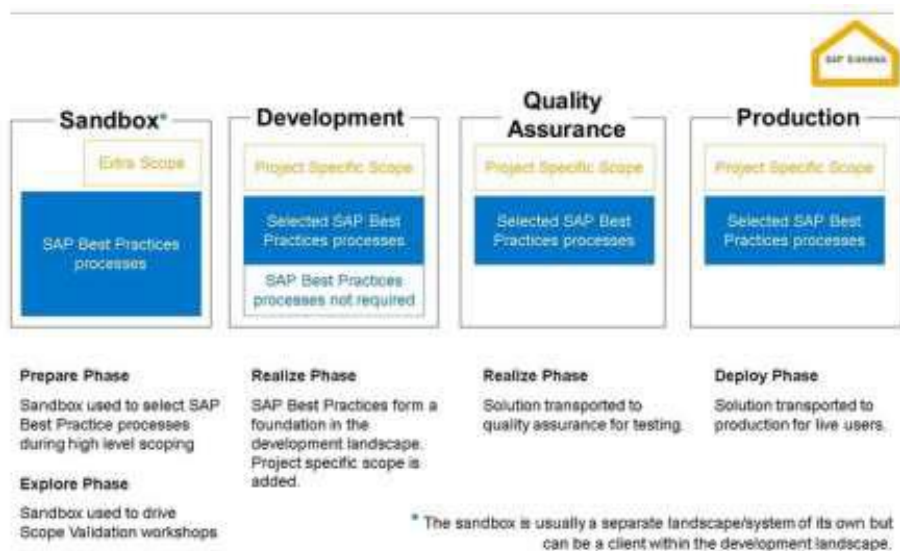 SAP S/4HANA
Sandbox*
Extra Scope
SAP Best Practices
processes
Development
Project Specific Scope
Selected SAP Best
Practices processes
SAP Best Practices
processes not required
Quality
Assurance
Project Specific Scope
Selected SAP Best
Practices processes
Production
Project Specific Scope
Selected SAP Best
Practices processes
Prepare Phase
Sandbox used to select SAP
Best Practice processes
during high level scoping
Explore Phase
Sandbox used to drive
Scope Validation workshops
Realize Phase
SAP Best Practices form a
foundation in the
development landscape.
Project specific scope is
added.
Realize Phase
Solution transported to
quality assurance for testing.
Deploy Phase
Solution transported to
production for live users.
* The sandbox is usually a separate landscape/system of its own but
can be a client within the development landscape.